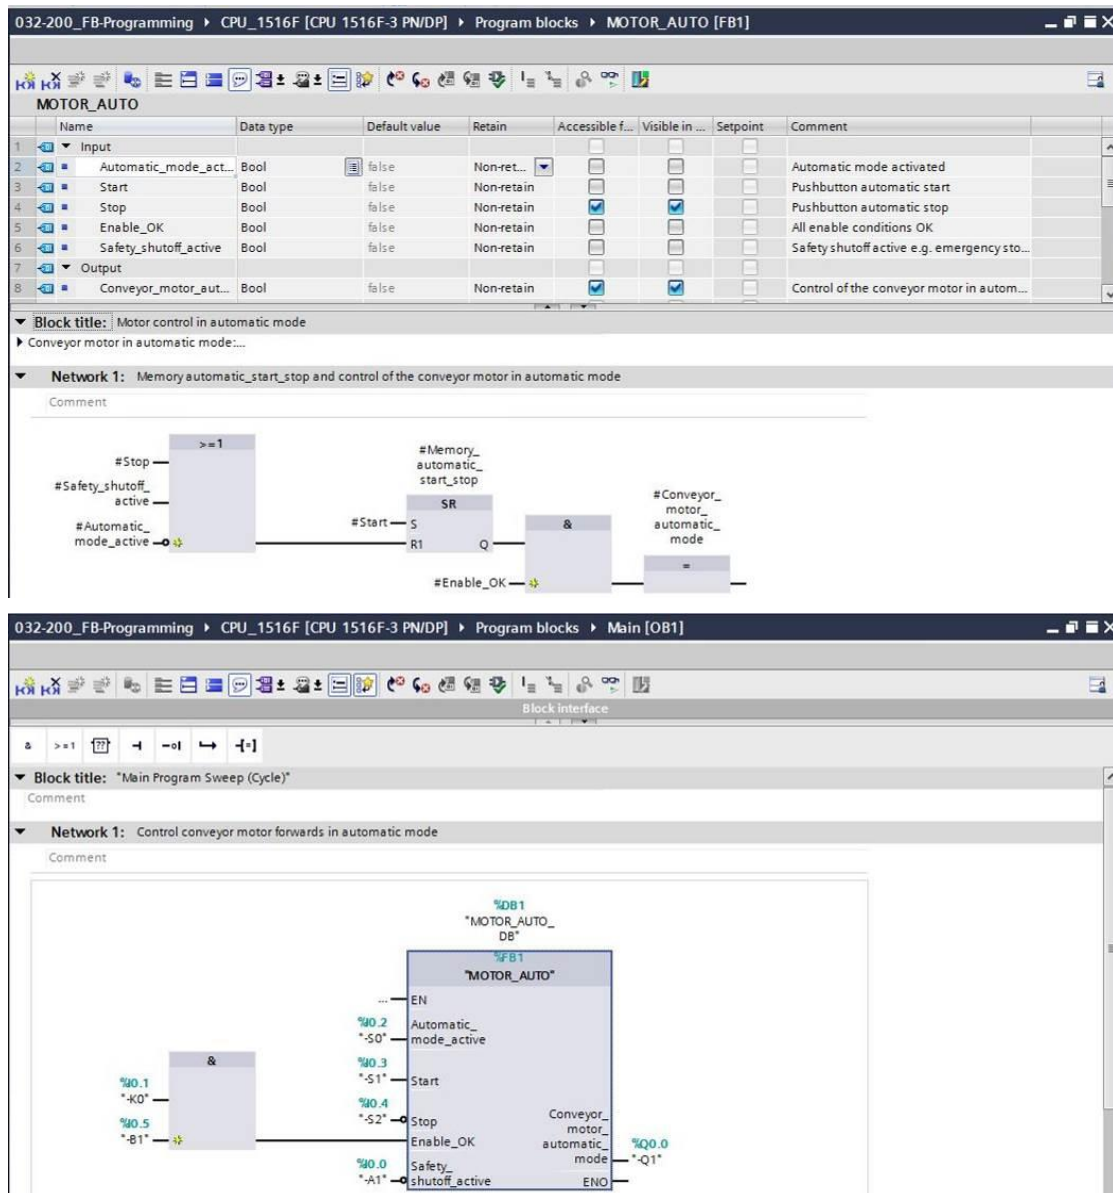 032-200_FB-Programming ▸ CPU_1516F [CPU 1516F-3 PN/DP] ▸ Program blocks ▸ MOTOR_AUTO [FB1]
MOTOR_AUTO
Name Data type Default value Retain Accessible f... Visible in ... Setpoint Comment
1 Input
2 Automatic_mode_act... Bool false Non-ret... Automatic mode activated
3 Start Bool false Non-retain Pushbutton automatic start
4 Stop Bool false Non-retain Pushbutton automatic stop
5 Enable_OK Bool false Non-retain All enable conditions OK
6 Safety_shutoff_active Bool false Non-retain Safety shutoff active e.g. emergency sto...
7 Output
8 Conveyor_motor_aut... Bool false Non-retain Control of the conveyor motor in autom...
Block title: Motor control in automatic mode
Conveyor motor in automatic mode:...
Network 1: Memory automatic_start_stop and control of the conveyor motor in automatic mode
Comment
>=1
#Stop
#Safety_shutoff_
active
#Automatic_
mode_active
#Memory_
automatic_
start_stop
SR
#Start S
R1 Q
&
#Enable_OK
#Conveyor_
motor_
automatic_
mode
=
032-200_FB-Programming ▸ CPU_1516F [CPU 1516F-3 PN/DP] ▸ Program blocks ▸ Main [OB1]
Block interface
& >=1 ??
Block title: "Main Program Sweep (Cycle)"
Comment
Network 1: Control conveyor motor forwards in automatic mode
Comment
%DB1
"MOTOR_AUTO_
DB"
%FB1
"MOTOR_AUTO"
... EN
%I0.2
"-S0"
Automatic_
mode_active
%I0.3
"-S1" Start
%I0.4
"-S2" Stop
&
%I0.1
"-K0"
%I0.5
"-B1"
Enable_OK
%I0.0
"-A1"
Safety_
shutoff_active
Conveyor_
motor_
automatic_
mode
%Q0.0
"-Q1"
ENO